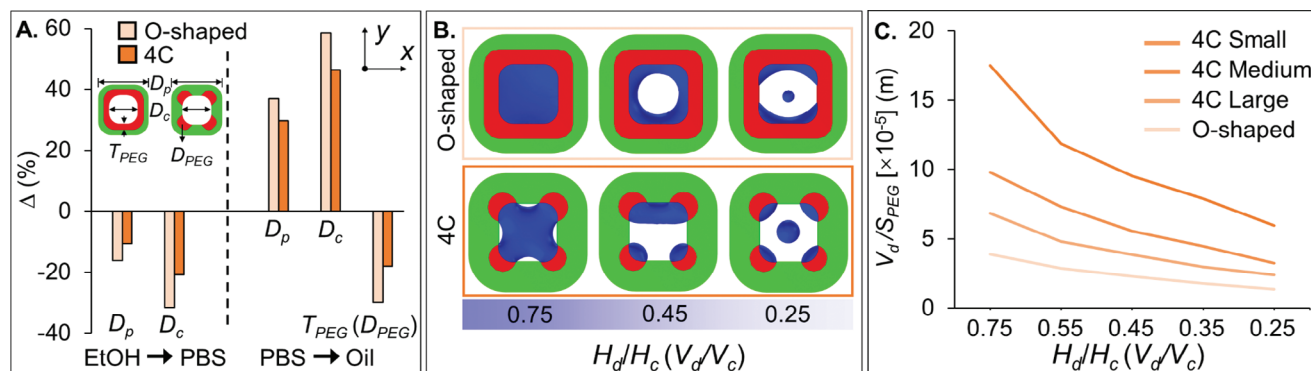 A.
O-shaped
4C
y
x
60
40
20
0
-20
-40
Δ (%)
D_p
D_c
T_PEG
D_PEG
D_p
D_c
D_p
D_c
T_PEG (D_PEG)
EtOH → PBS
PBS → Oil
B.
O-shaped
4C
0.75 0.45 0.25
H_d/H_c (V_d/V_c)
C.
4C Small
4C Medium
4C Large
O-shaped
20
15
10
5
0
V_d/S_PEG [×10⁻⁵] (m)
0.75 0.55 0.45 0.35 0.25
H_d/H_c (V_d/V_c)